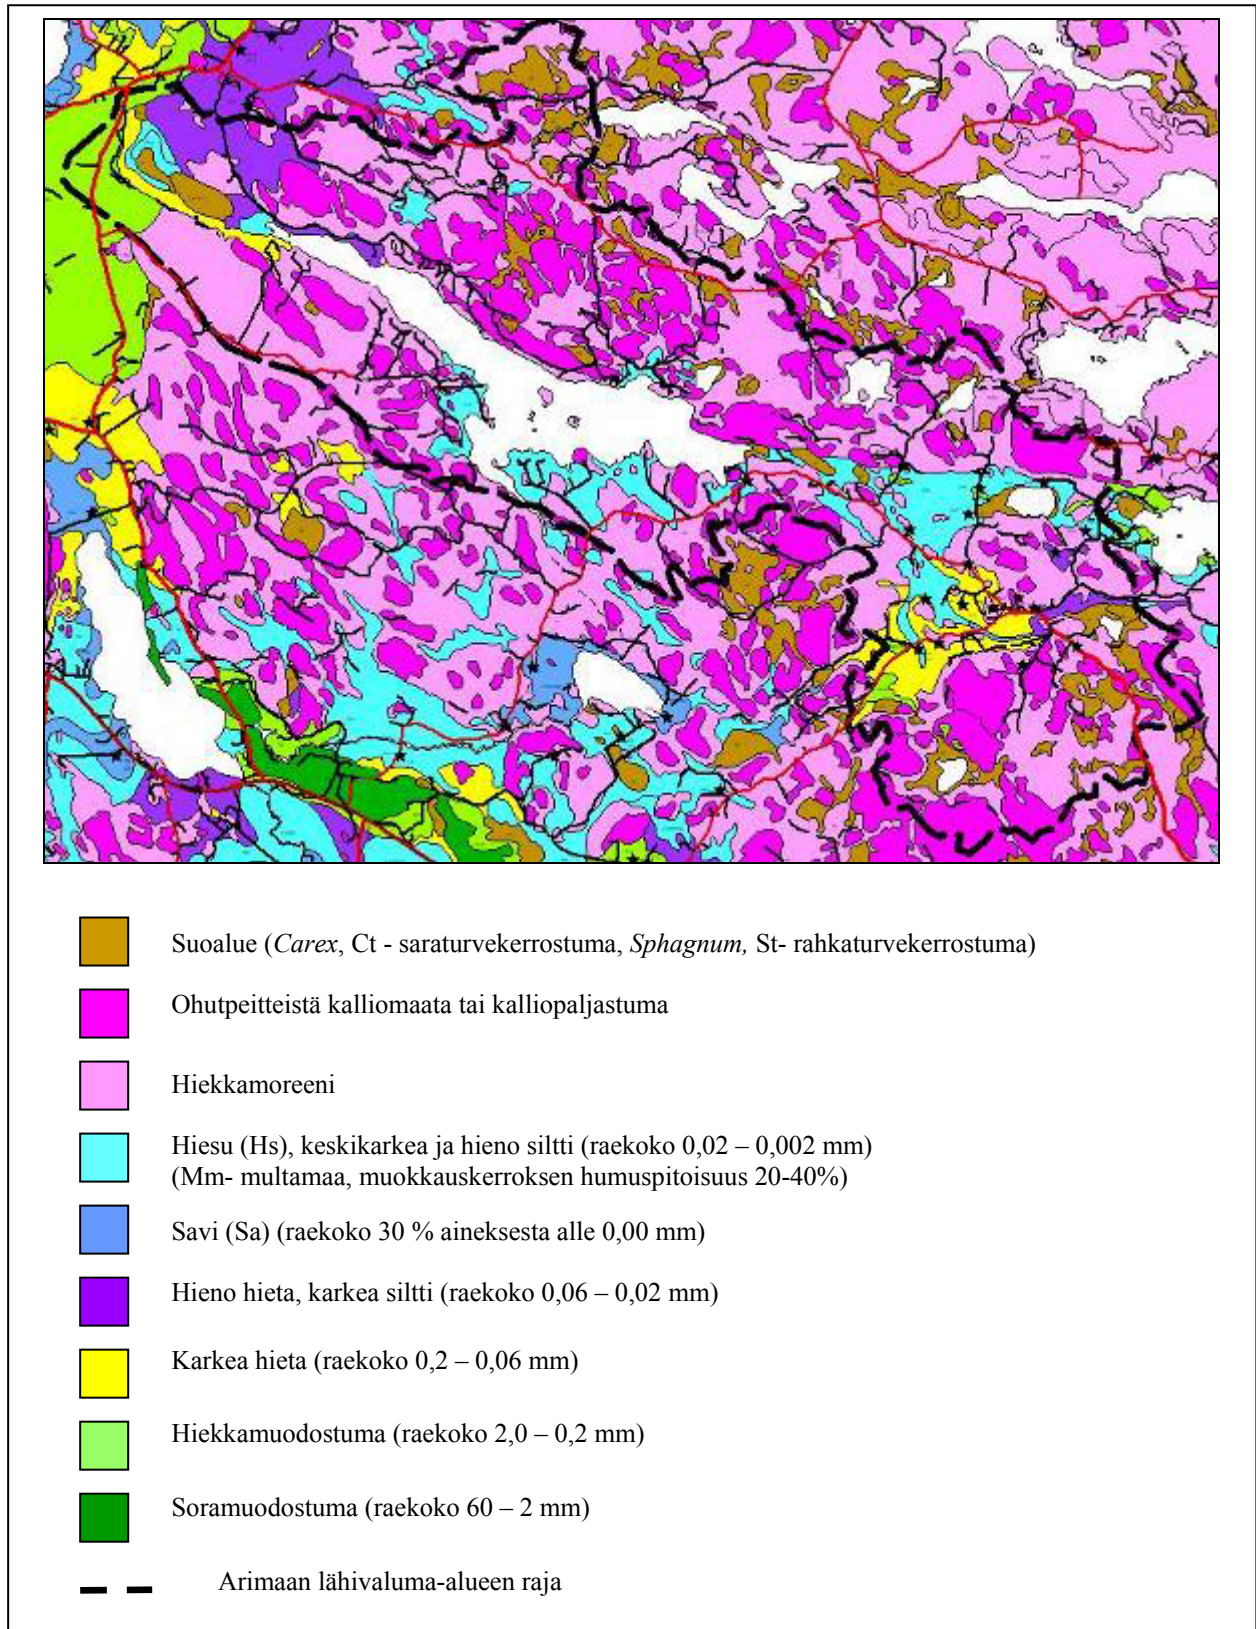 Suoalue (Carex, Ct - saraturvekerrostuma, Sphagnum, St- rahkaturvekerrostuma)
Ohutpeitteistä kalliomaata tai kalliopaljastuma
Hiekkamoreeni
Hiesu (Hs), keskikarkea ja hieno siltti (raekoko 0,02 – 0,002 mm)
(Mm- multamaa, muokkauskerroksen humuspitoisuus 20-40%)
Savi (Sa) (raekoko 30 % aineksesta alle 0,00 mm)
Hieno hieta, karkea siltti (raekoko 0,06 – 0,02 mm)
Karkea hieta (raekoko 0,2 – 0,06 mm)
Hiekkamuodostuma (raekoko 2,0 – 0,2 mm)
Soramuodostuma (raekoko 60 – 2 mm)
Arimaan lähivaluma-alueen raja